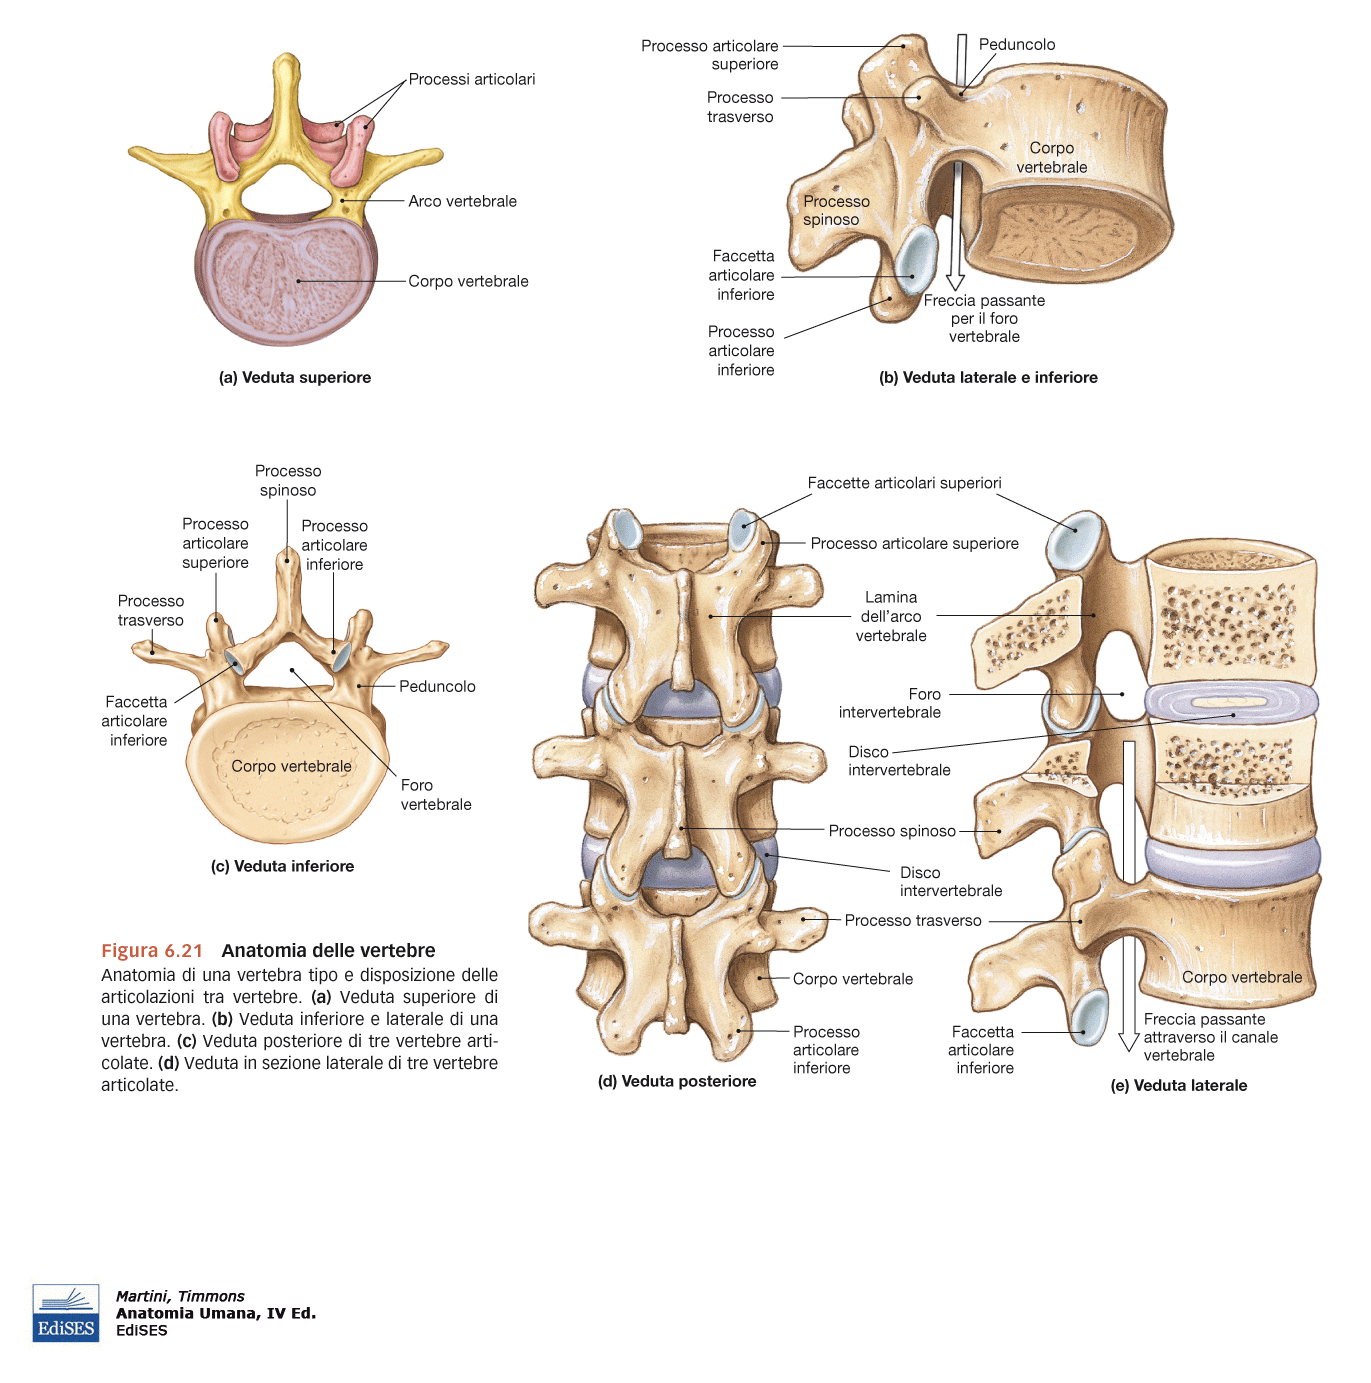 Processi articolari
Arco vertebrale
Corpo vertebrale
(a) Veduta superiore
Processo articolare
superiore
Peduncolo
Processo
trasverso
Corpo
vertebrale
Processo
spinoso
Faccetta
articolare
inferiore
Freccia passante
per il foro
vertebrale
Processo
articolare
inferiore
(b) Veduta laterale e inferiore
Processo
spinoso
Processo
articolare
superiore
Processo
articolare
inferiore
Processo
trasverso
Faccetta
articolare
inferiore
Peduncolo
Corpo vertebrale
Foro
vertebrale
(c) Veduta inferiore
Faccette articolari superiori
Processo articolare superiore
Lamina
dell'arco
vertebrale
Foro
intervertebrale
Disco
intervertebrale
Processo spinoso
Disco
intervertebrale
Processo trasverso
Corpo vertebrale
Processo
articolare
inferiore
(d) Veduta posteriore
Corpo vertebrale
Faccetta
articolare
inferiore
Freccia passante
attraverso il canale
vertebrale
(e) Veduta laterale
Figura 6.21 Anatomia delle vertebre
Anatomia di una vertebra tipo e disposizione delle
articolazioni tra vertebre. (a) Veduta superiore di
una vertebra. (b) Veduta inferiore e laterale di una
vertebra. (c) Veduta posteriore di tre vertebre arti-
colate. (d) Veduta in sezione laterale di tre vertebre
articolate.
EdiSES
Martini, Timmons
Anatomia Umana, IV Ed.
EdiSES